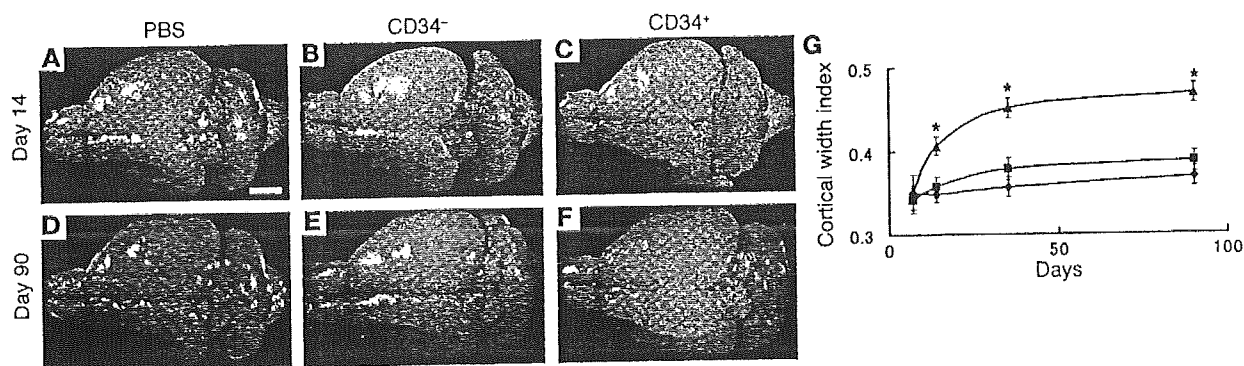 PBS
CD34⁻
CD34⁺
Day 14
Day 90
A
B
C
D
E
F
G
Cortical width index
0.5
0.4
0.3
*
*
*
0
50
100
Days